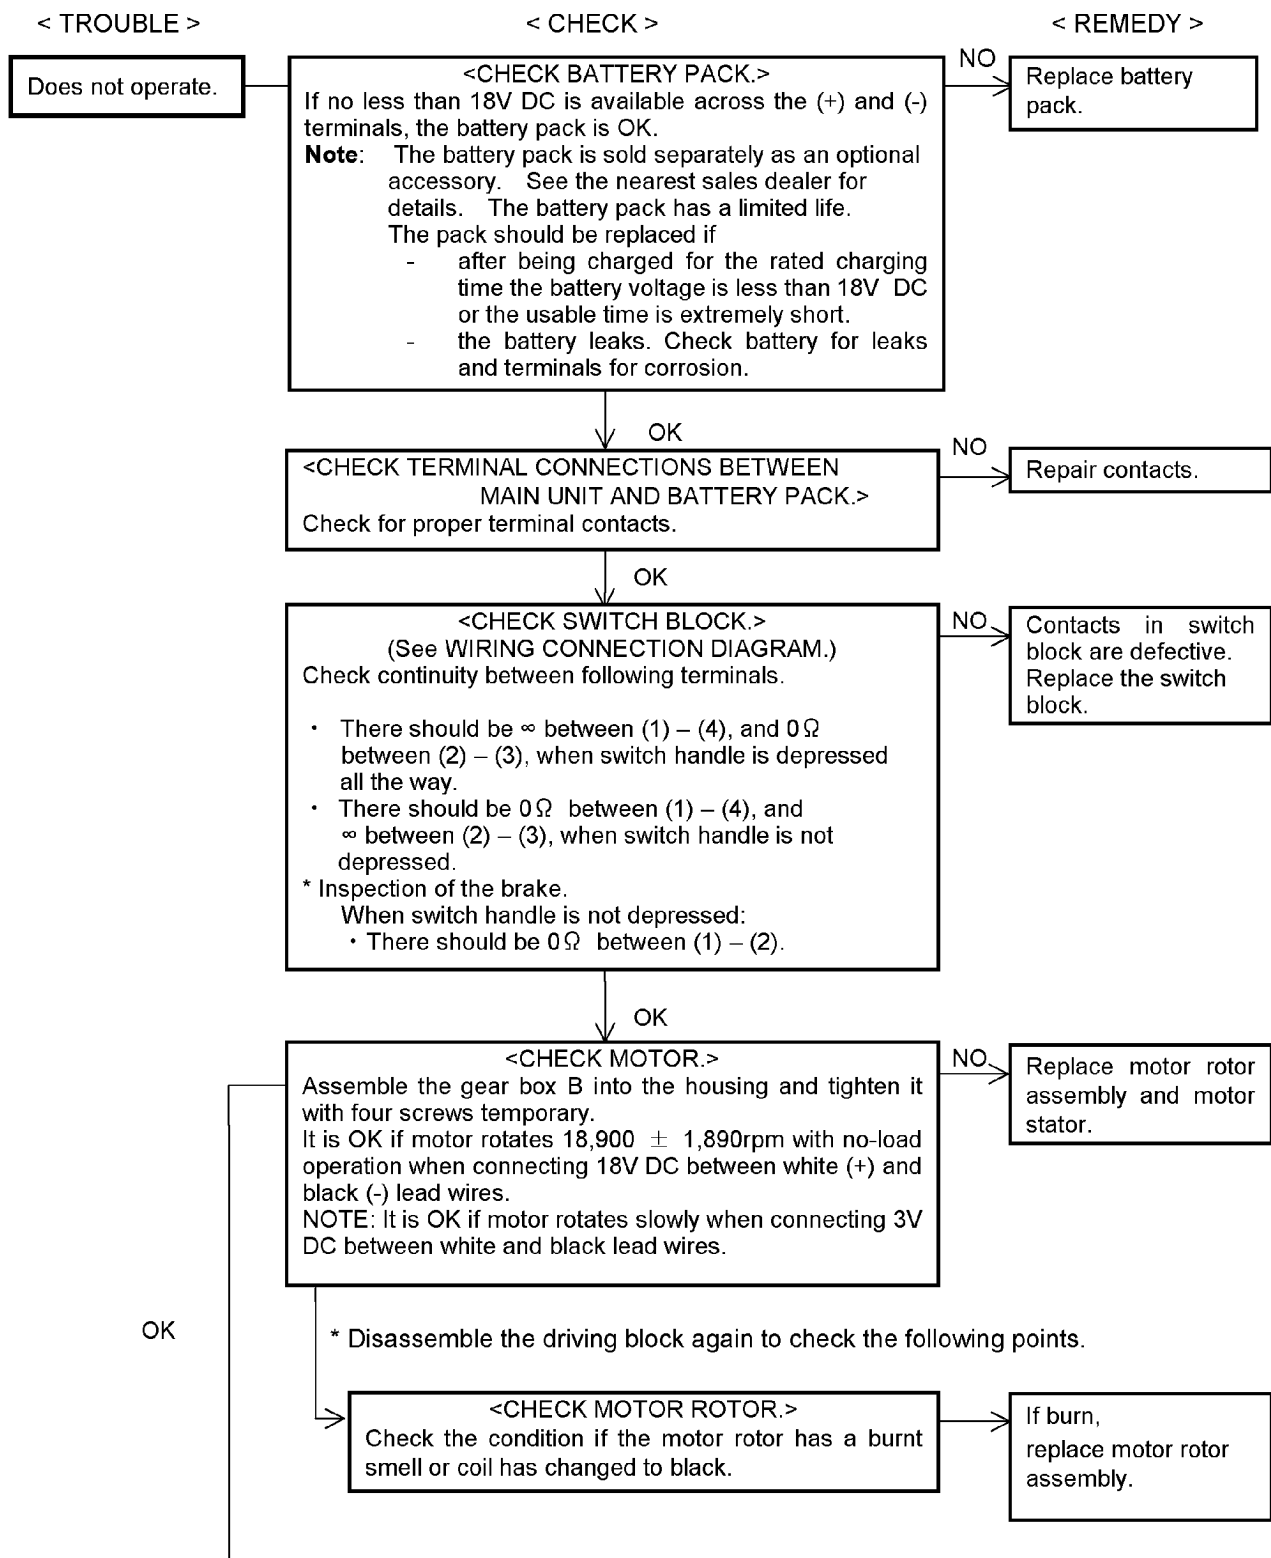 < TROUBLE >
< CHECK >
< REMEDY >
Does not operate.
<CHECK BATTERY PACK.>
If no less than 18V DC is available across the (+) and (-)
terminals, the battery pack is OK.
Note: The battery pack is sold separately as an optional
accessory. See the nearest sales dealer for
details. The battery pack has a limited life.
The pack should be replaced if
- after being charged for the rated charging
time the battery voltage is less than 18V DC
or the usable time is extremely short.
- the battery leaks. Check battery for leaks
and terminals for corrosion.
NO
Replace battery
pack.
OK
<CHECK TERMINAL CONNECTIONS BETWEEN
MAIN UNIT AND BATTERY PACK.>
Check for proper terminal contacts.
NO
Repair contacts.
OK
<CHECK SWITCH BLOCK.>
(See WIRING CONNECTION DIAGRAM.)
Check continuity between following terminals.
・ There should be ∞ between (1) – (4), and 0Ω
between (2) – (3), when switch handle is depressed
all the way.
・ There should be 0Ω between (1) – (4), and
∞ between (2) – (3), when switch handle is not
depressed.
* Inspection of the brake.
When switch handle is not depressed:
・There should be 0Ω between (1) – (2).
NO
Contacts in switch
block are defective.
Replace the switch
block.
OK
<CHECK MOTOR.>
Assemble the gear box B into the housing and tighten it
with four screws temporary.
It is OK if motor rotates 18,900 ± 1,890rpm with no-load
operation when connecting 18V DC between white (+) and
black (-) lead wires.
NOTE: It is OK if motor rotates slowly when connecting 3V
DC between white and black lead wires.
NO
Replace motor rotor
assembly and motor
stator.
OK
* Disassemble the driving block again to check the following points.
<CHECK MOTOR ROTOR.>
Check the condition if the motor rotor has a burnt
smell or coil has changed to black.
If burn,
replace motor rotor
assembly.